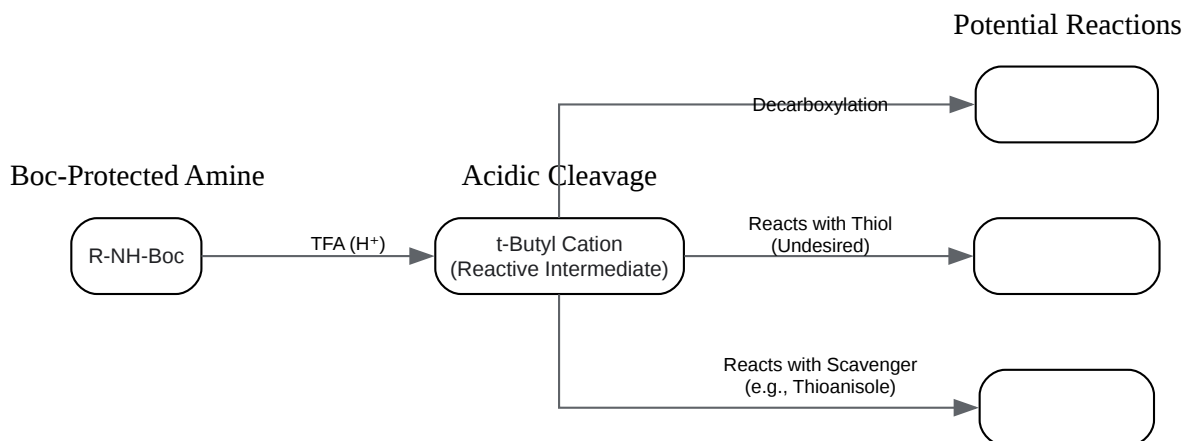 Potential Reactions
Decarboxylation
Boc-Protected Amine
Acidic Cleavage
R-NH-Boc
TFA (H⁺)
t-Butyl Cation
(Reactive Intermediate)
Reacts with Thiol
(Undesired)
Reacts with Scavenger
(e.g., Thioanisole)